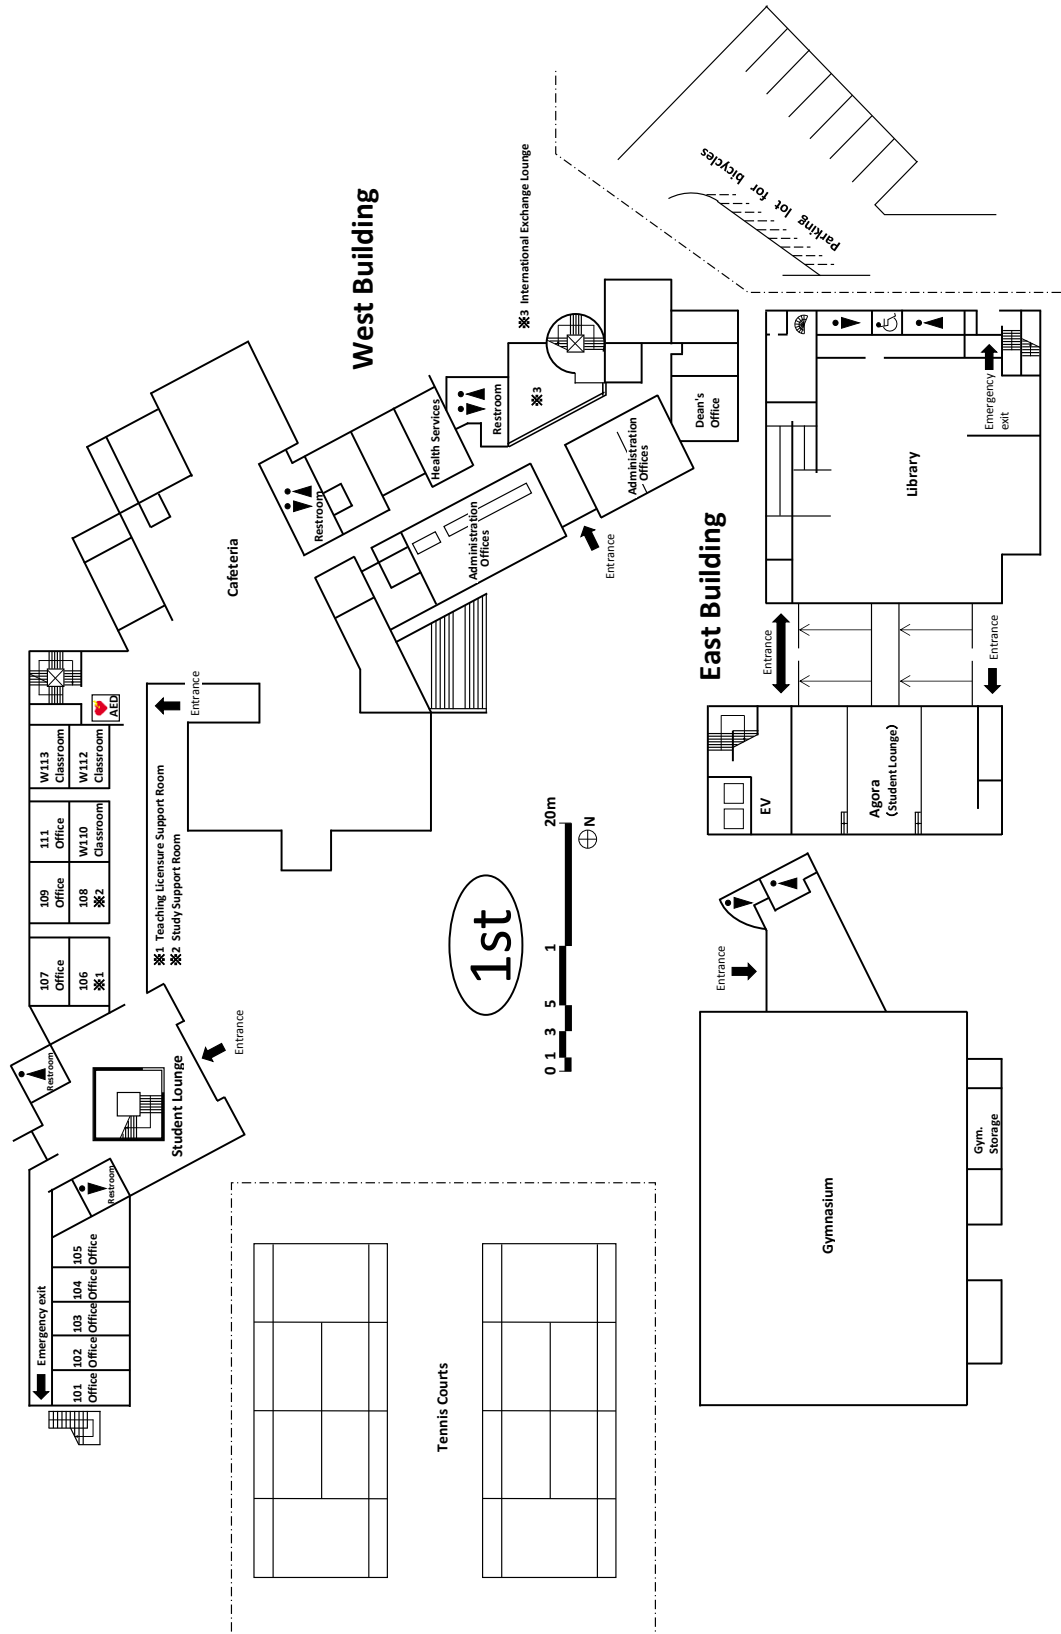 Parking lot for bicycles
West Building
※3 International Exchange Lounge
Health Services
Restroom
※3
Restroom
Cafeteria
Administration
Offices
Administration
Offices
Dean's
Office
Entrance
East Building
Emergency
exit
Library
Entrance
Entrance
EV
Agora
(Student Lounge)
AED
Entrance
W113
Classroom
W112
Classroom
111
Office
W110
Classroom
109
Office
108
※2
107
Office
106
※1
※1 Teaching Licensure Support Room
※2 Study Support Room
1st
0 1 3 5 1 20m
N
Restroom
Student Lounge
Entrance
Restroom
Emergency exit
101
Office
102
Office
103
Office
104
Office
105
Office
Tennis Courts
Entrance
Gymnasium
Gym.
Storage